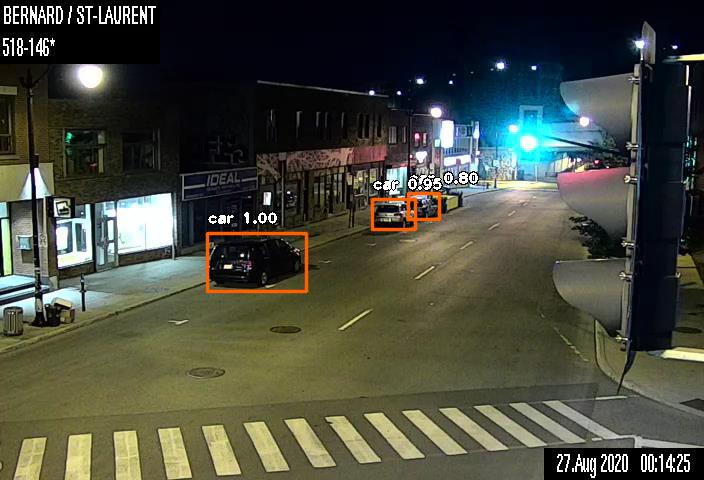 BERNARD / ST-LAURENT
518-146*
car 0.95
0.80
IDEAL
car 1.00
27.Aug 2020 00:14:25